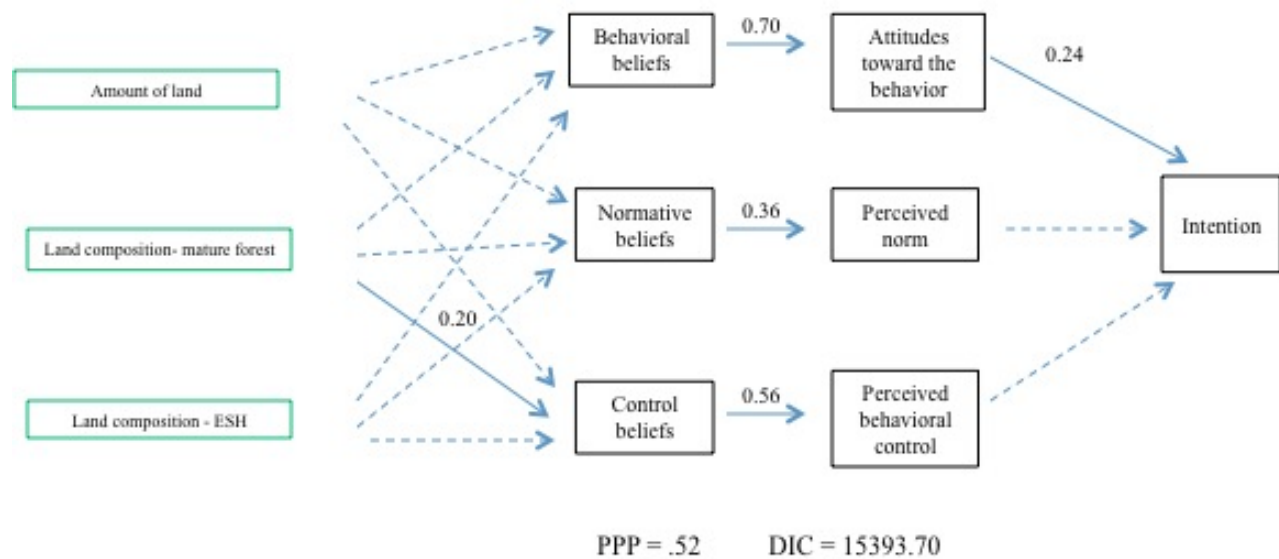 Amount of land
Land composition- mature forest
Land composition - ESH
Behavioral
beliefs
0.70
Attitudes
toward the
behavior
0.24
Normative
beliefs
0.36
Perceived
norm
Intention
0.20
Control
beliefs
0.56
Perceived
behavioral
control
PPP = .52 DIC = 15393.70